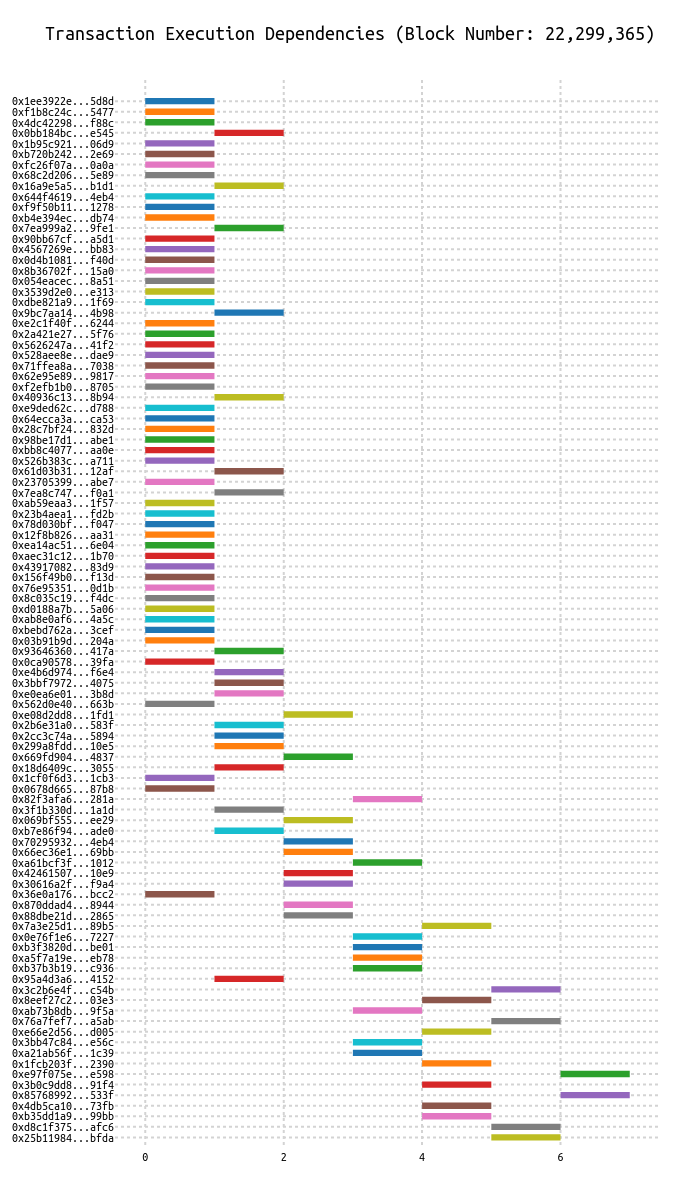 Transaction Execution Dependencies (Block Number: 22,299,365)
0x1ee3922e...5d8d
0xf1b8c24c...5477
0x4dc42298...f88c
0x0bb184bc...e545
0x1b95c921...06d9
0xb720b242...2e69
0xfc26f07a...0a0a
0x68c2d206...5e89
0x16a9e5a5...b1d1
0x644f4619...4eb4
0xf9f50b11...1278
0xb4e394ec...db74
0x7ea999a2...9fe1
0x90bb67cf...a5d1
0x4567269e...bb83
0x0d4b1081...f40d
0x8b36702f...15a0
0x054eacec...8a51
0x3539d2e0...e313
0xdbe821a9...1f69
0x9bc7aa14...4b98
0xe2c1f40f...6244
0x2a421e27...5f76
0x5626247a...41f2
0x528aee8e...dae9
0x71ffea8a...7038
0x62e95e89...9817
0xf2efb1b0...8705
0x40936c13...8b94
0xe9ded62c...d788
0x64ecca3a...ca53
0x28c7bf24...832d
0x98be17d1...abe1
0xbb8c4077...aa0e
0x526b383c...a711
0x61d03b31...12af
0x23705399...abe7
0x7ea8c747...f0a1
0xab59eaa3...1f57
0x23b4aea1...fd2b
0x78d030bf...f047
0x12f8b826...aa31
0xea14ac51...6e04
0xaec31c12...1b70
0x43917082...83d9
0x156f49b0...f13d
0x76e95351...0d1b
0x8c035c19...f4dc
0xd0188a7b...5a06
0xab8e0af6...4a5c
0xbebd762a...3cef
0x03b91b9d...204a
0x93646360...417a
0x0ca90578...39fa
0xe4b6d974...f6e4
0x3bbf7972...4075
0xe0ea6e01...3b8d
0x562d0e40...663b
0xe08d2dd8...1fd1
0x2b6e31a0...583f
0x2cc3c74a...5894
0x299a8fdd...10e5
0x669fd904...4837
0x18d6409c...3055
0x1cf0f6d3...1cb3
0x0678d665...87b8
0x82f3afa6...281a
0x3f1b330d...1a1d
0x069bf555...ee29
0xb7e86f94...ade0
0x70295932...4eb4
0x66ec36e1...69bb
0xa61bcf3f...1012
0x42461507...10e9
0x30616a2f...f9a4
0x36e0a176...bcc2
0x870ddad4...8944
0x88dbe21d...2865
0x7a3e25d1...89b5
0x0e76f1e6...7227
0xb3f3820d...be01
0xa5f7a19e...eb78
0xb37b3b19...c936
0x95a4d3a6...4152
0x3c2b6e4f...c54b
0x8eef27c2...03e3
0xab73b8db...9f5a
0x76a7fef7...a5ab
0xe66e2d56...d005
0x3bb47c84...e56c
0xa21ab56f...1c39
0x1fcb203f...2390
0xe97f075e...e598
0x3b0c9dd8...91f4
0x85768992...533f
0x4db5ca10...73fb
0xb35dd1a9...99bb
0xd8c1f375...afc6
0x25b11984...bfda
0 2 4 6